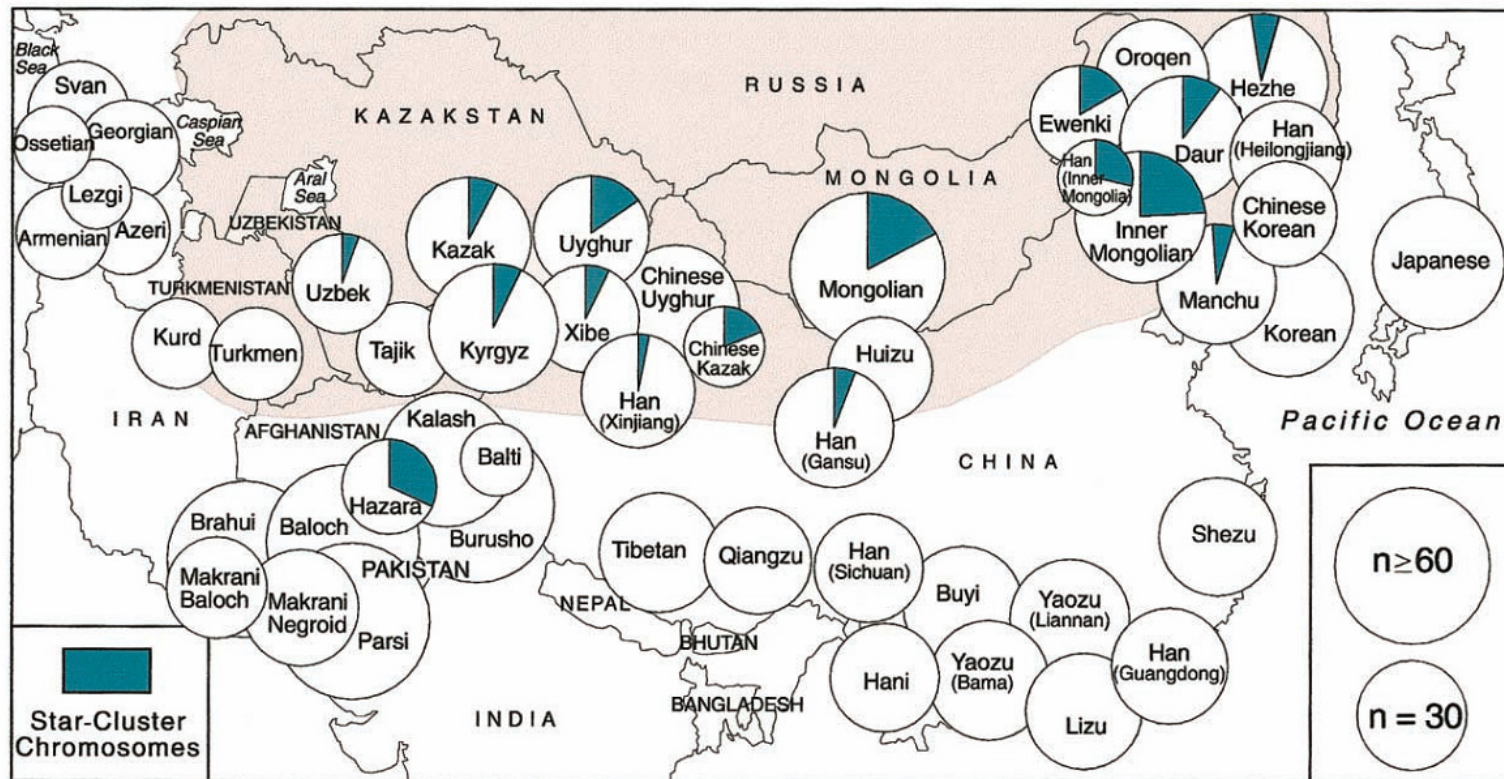 Black
Sea
Svan
Ossetian
Georgian
Caspian
Sea
Lezgi
Armenian
Azeri
KAZAKSTAN
RUSSIA
Aral
Sea
UZBEKISTAN
TURKMENISTAN
Uzbek
Kazak
Uyghur
Chinese
Uyghur
Kurd
Turkmen
Tajik
Kyrgyz
Xibe
Chinese
Kazak
Han
(Xinjiang)
MONGOLIA
Mongolian
Huizu
Han
(Gansu)
Oroqen
Hezhe
Ewenki
Daur
Han
(Heilongjiang)
Han
(Inner
Mongolia)
Inner
Mongolian
Chinese
Korean
Manchu
Korean
Japanese
IRAN
AFGHANISTAN
Kalash
Balti
Hazara
Brahui
Baloch
Burusho
PAKISTAN
Makrani
Baloch
Makrani
Negroid
Parsi
CHINA
Pacific Ocean
Tibetan
Qiangzu
Han
(Sichuan)
Buyi
Yaozu
(Liannan)
Shezu
NEPAL
BHUTAN
BANGLADESH
INDIA
Hani
Yaozu
(Bama)
Lizu
Han
(Guangdong)
Star-Cluster
Chromosomes
n≥60
n = 30